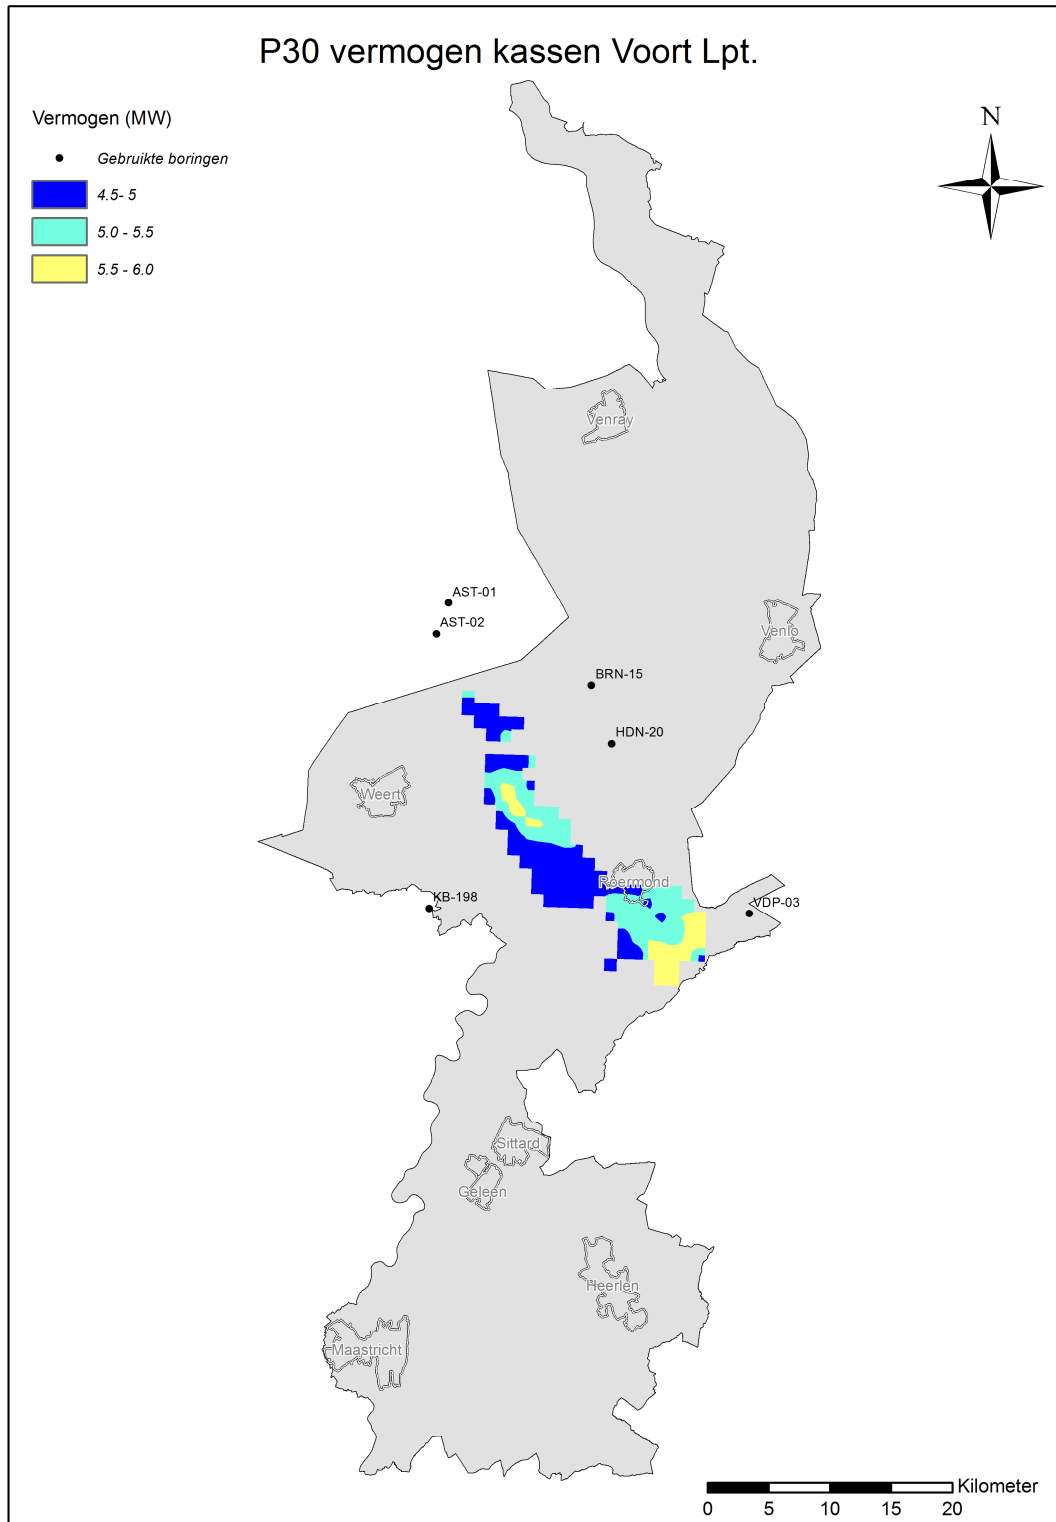 P30 vermogen kassen Voort Lpt.
Vermogen (MW)
Gebruikte boringen
4.5- 5
5.0 - 5.5
5.5 - 6.0
N
Venray
AST-01
AST-02
Venlo
BRN-15
HDN-20
Weert
Roermond
KB-198
VDP-03
Sittard
Geleen
Heerlen
Maastricht
Kilometer
0 5 10 15 20